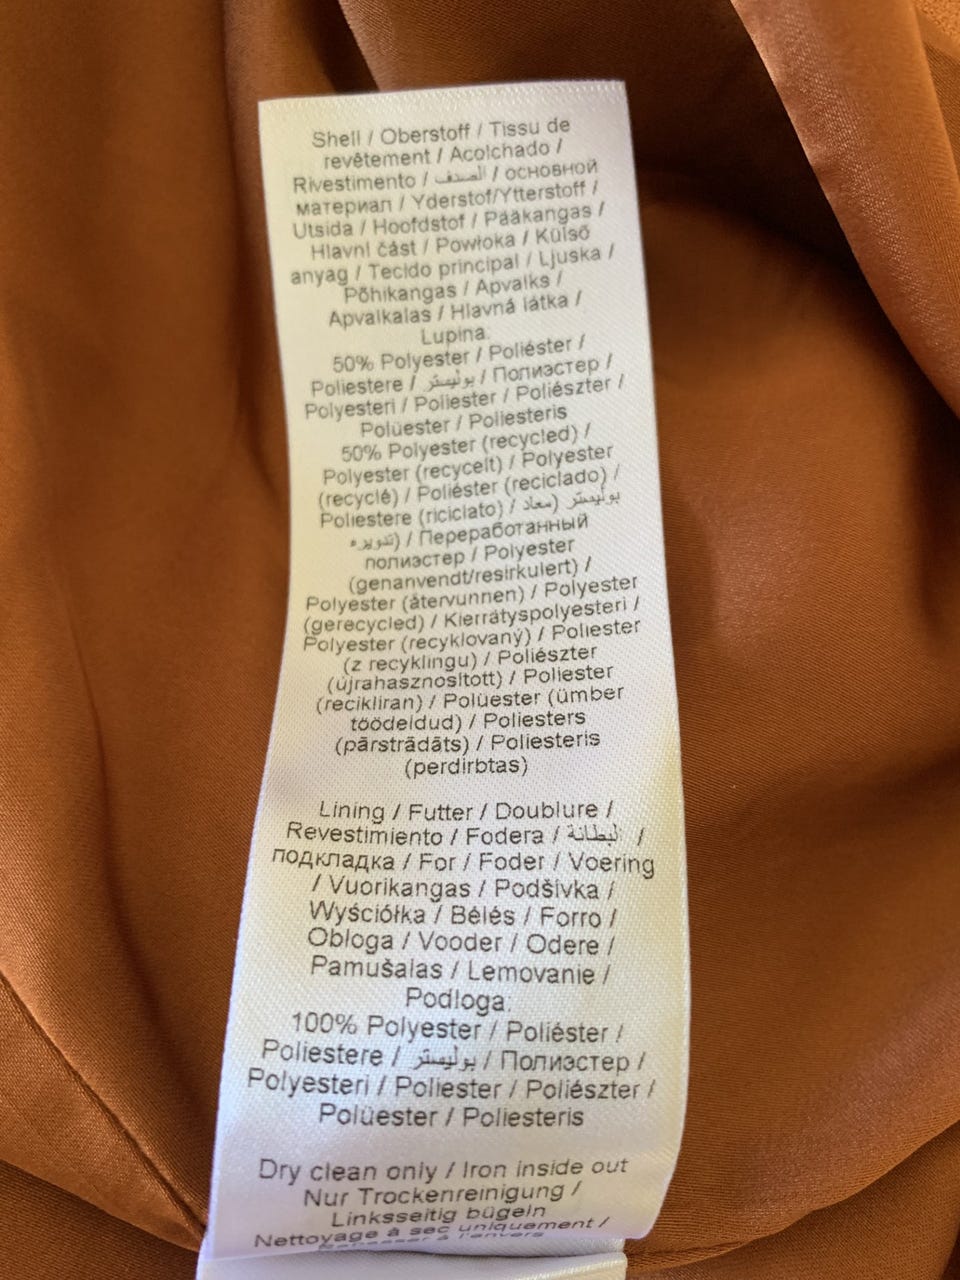 Shell / Oberstoff / Tissu de
revêtement / Acolchado /
Rivestimento / الصدف / основной
материал / Yderstof/Ytterstoff /
Utsida / Hoofdstof / Pääkangas /
Hlavní část / Powłoka / Külső
anyag / Tecido principal / Ljuska /
Põhikangas / Apvalks /
Apvalkalas / Hlavná látka /
Lupina:
50% Polyester / Poliéster /
Poliestere / بوليستر / Полиэстер /
Polyesteri / Poliester / Poliészter /
Polüester / Poliesteris
50% Polyester (recycled) /
Polyester (recycelt) / Polyester
(recyclé) / Poliéster (reciclado) /
Poliestere (riciclato) / بوليستر (معاد
تدويره) / Переработанный
полиэстер / Polyester
(genanvendt/resirkulert) /
Polyester (återvunnen) / Polyester
(gerecycled) / Kierrätyspolyesteri /
Polyester (recyklovaný) / Poliester
(z recyklingu) / Poliészter
(újrahasznosított) / Poliester
(recikliran) / Polüester (ümber
töödeldud) / Poliesters
(pārstrādāts) / Poliesteris
(perdirbtas)
Lining / Futter / Doublure /
Revestimiento / Fodera / البطانة /
подкладка / For / Foder / Voering
/ Vuorikangas / Podšívka /
Wyściółka / Bélés / Forro /
Obloga / Vooder / Odere /
Pamušalas / Lemovanie /
Podloga:
100% Polyester / Poliéster /
Poliestere / بوليستر / Полиэстер /
Polyesteri / Poliester / Poliészter /
Polüester / Poliesteris
Dry clean only / Iron inside out
Nur Trockenreinigung /
Linksseitig bügeln
Nettoyage à sec uniquement /
Repasser à l'envers